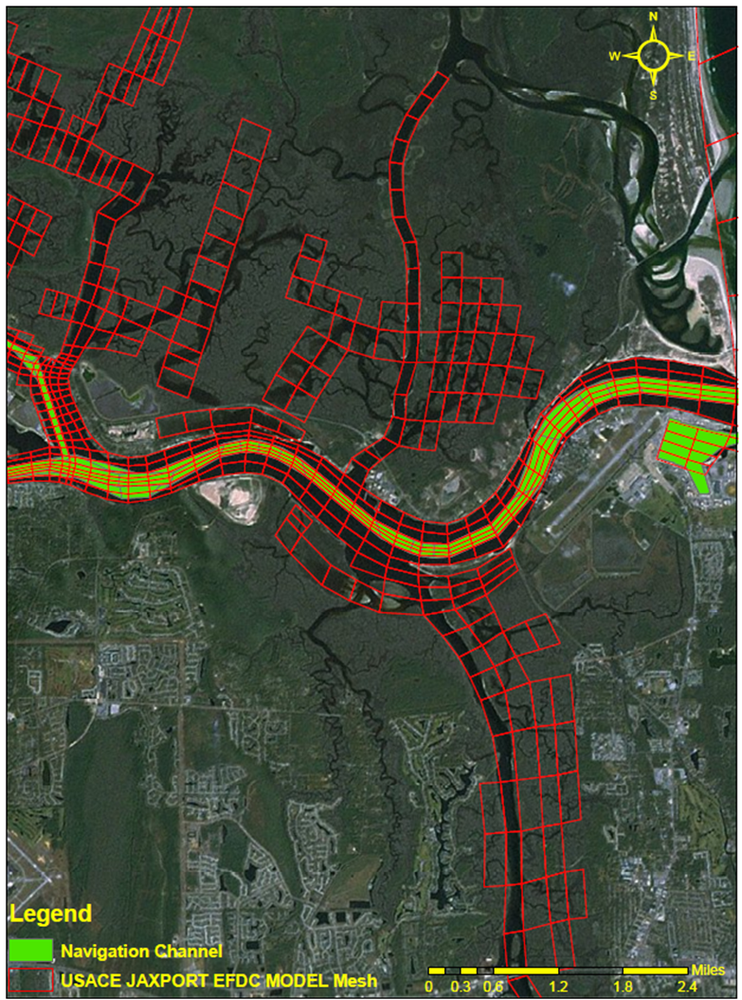 N
W E
S
Legend
Navigation Channel
USACE JAXPORT EFDC MODEL Mesh
Miles
0 0.3 0.6 1.2 1.8 2.4